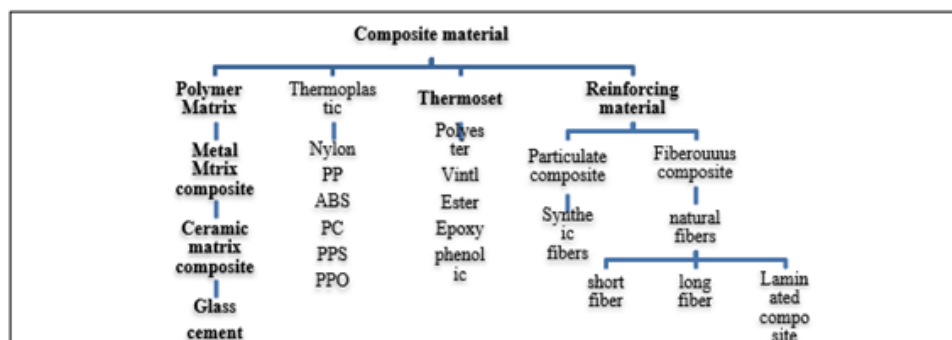 Composite material
Polymer
Matrix
Metal
Mtrix
composite
Ceramic
matrix
composite
Glass
cement
Thermoplas
tic
Nylon
PP
ABS
PC
PPS
PPO
Thermoset
Polyes
ter
Vintl
Ester
Epoxy
phenol
ic
Reinforcing
material
Particulate
composite
Synthe
ic
fibers
Fiberouuus
composite
natural
fibers
short
fiber
long
fiber
Lamin
ated
compo
site